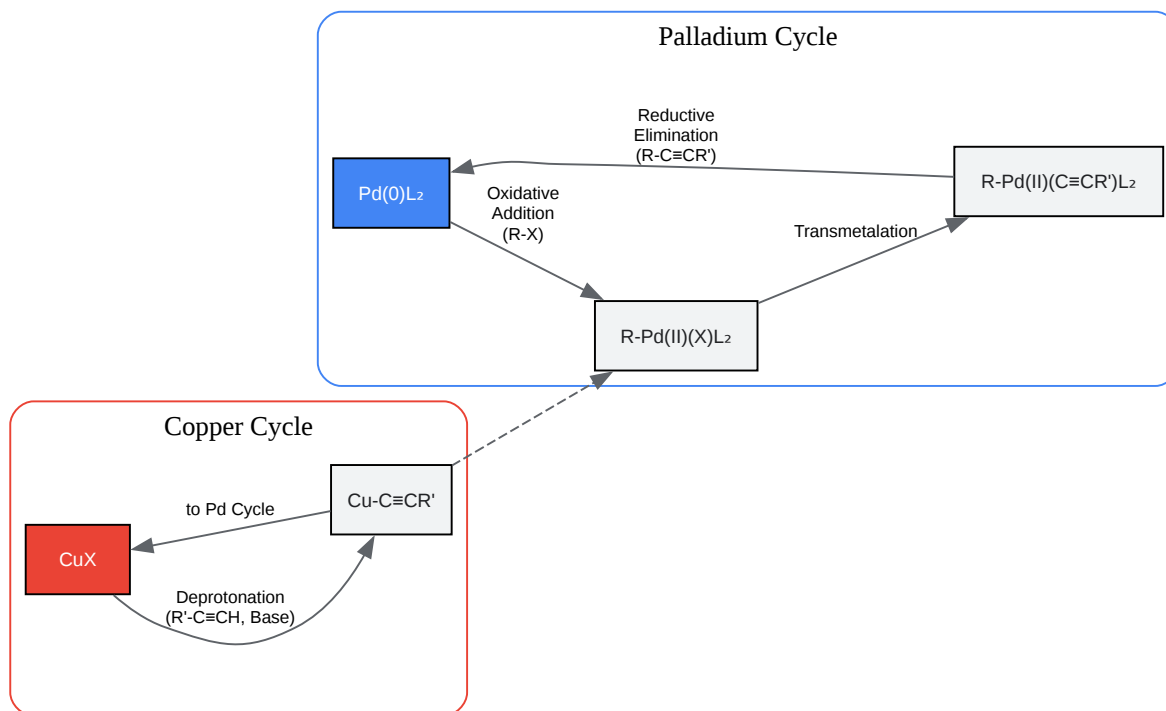 Palladium Cycle
Reductive
Elimination
(R-C≡CR')
Pd(0)L₂
R-Pd(II)(C≡CR')L₂
Oxidative
Addition
(R-X)
Transmetalation
R-Pd(II)(X)L₂
Copper Cycle
Cu-C≡CR'
to Pd Cycle
CuX
Deprotonation
(R'-C≡CH, Base)